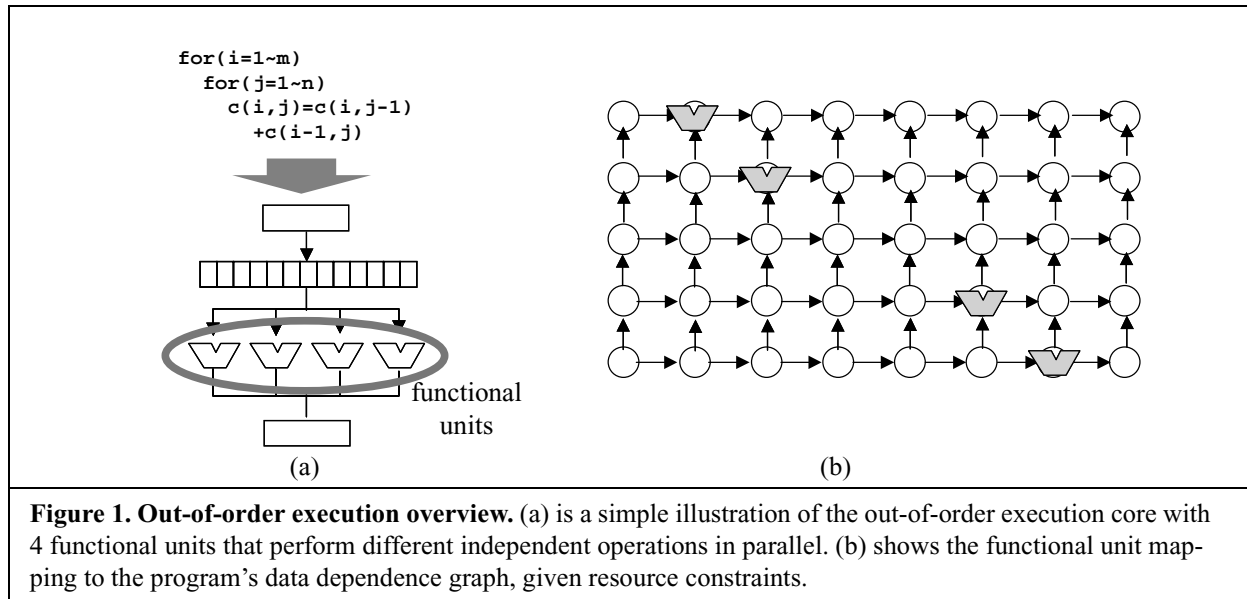 for(i=1~m)
for(j=1~n)
c(i,j)=c(i,j-1)
+c(i-1,j)
functional
units
(a)
(b)
Figure 1. Out-of-order execution overview. (a) is a simple illustration of the out-of-order execution core with
4 functional units that perform different independent operations in parallel. (b) shows the functional unit map-
ping to the program’s data dependence graph, given resource constraints.